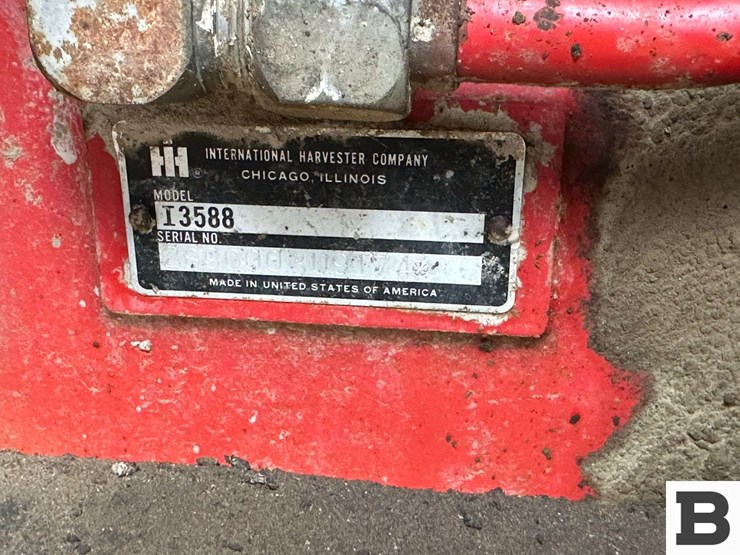 IH® INTERNATIONAL HARVESTER COMPANY
CHICAGO, ILLINOIS
MODEL
I3588
SERIAL NO.
MADE IN UNITED STATES OF AMERICA
B